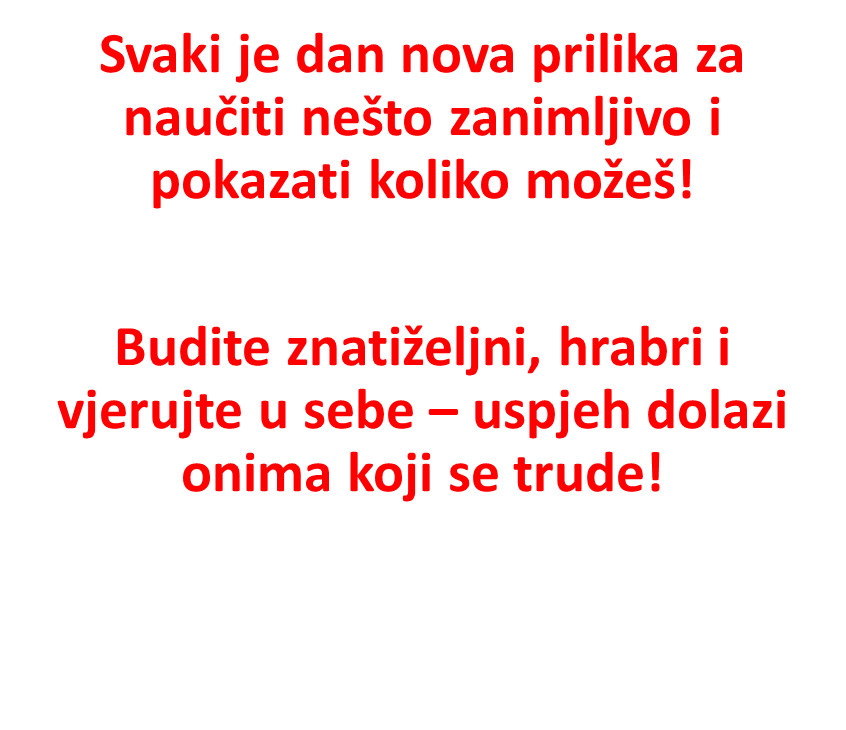 Svaki je dan nova prilika za
naučiti nešto zanimljivo i
pokazati koliko možeš!
Budite znatiželjni, hrabri i
vjerujte u sebe – uspjeh dolazi
onima koji se trude!